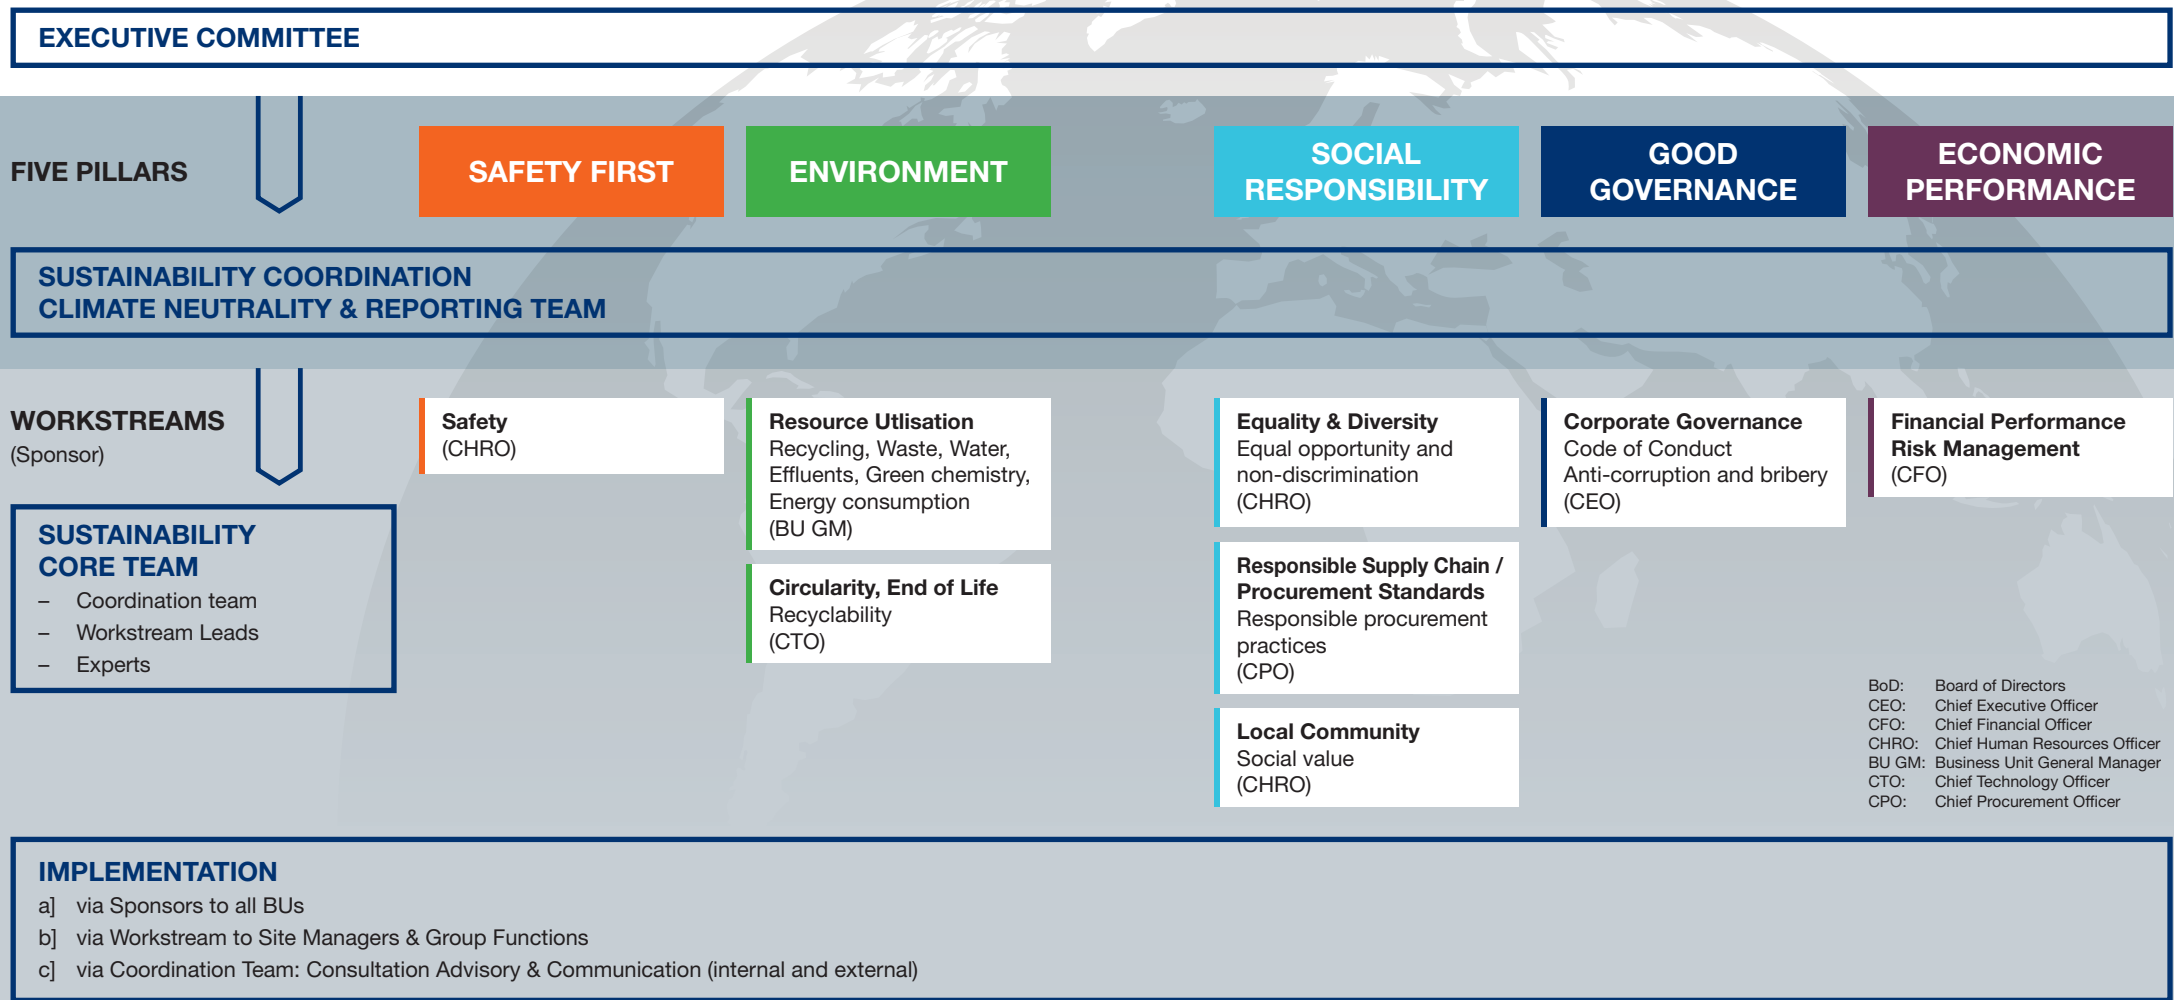 EXECUTIVE COMMITTEE
FIVE PILLARS
SAFETY FIRST
ENVIRONMENT
SOCIAL
RESPONSIBILITY
GOOD
GOVERNANCE
ECONOMIC
PERFORMANCE
SUSTAINABILITY COORDINATION
CLIMATE NEUTRALITY & REPORTING TEAM
WORKSTREAMS
(Sponsor)
SUSTAINABILITY
CORE TEAM
– Coordination team
– Workstream Leads
– Experts
Safety
(CHRO)
Resource Utlisation
Recycling, Waste, Water,
Effluents, Green chemistry,
Energy consumption
(BU GM)
Circularity, End of Life
Recyclability
(CTO)
Equality & Diversity
Equal opportunity and
non-discrimination
(CHRO)
Responsible Supply Chain /
Procurement Standards
Responsible procurement
practices
(CPO)
Local Community
Social value
(CHRO)
Corporate Governance
Code of Conduct
Anti-corruption and bribery
(CEO)
Financial Performance
Risk Management
(CFO)
BoD: Board of Directors
CEO: Chief Executive Officer
CFO: Chief Financial Officer
CHRO: Chief Human Resources Officer
BU GM: Business Unit General Manager
CTO: Chief Technology Officer
CPO: Chief Procurement Officer
IMPLEMENTATION
a] via Sponsors to all BUs
b] via Workstream to Site Managers & Group Functions
c] via Coordination Team: Consultation Advisory & Communication (internal and external)